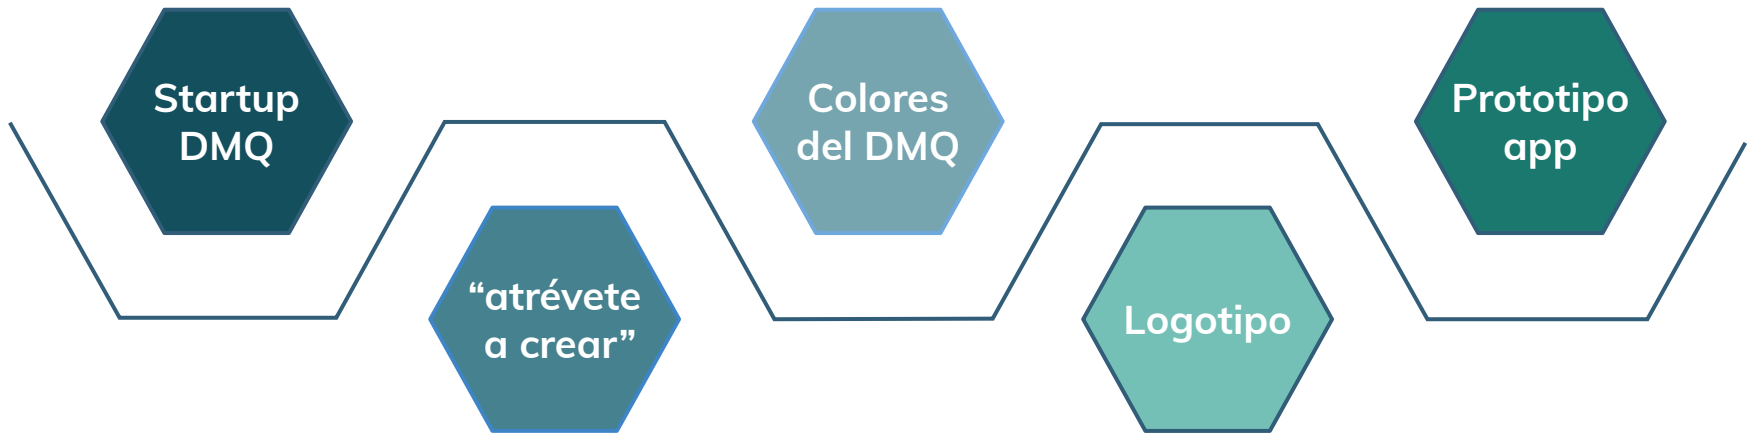 Startup
DMQ
“atrévete
a crear”
Colores
del DMQ
Logotipo
Prototipo
app